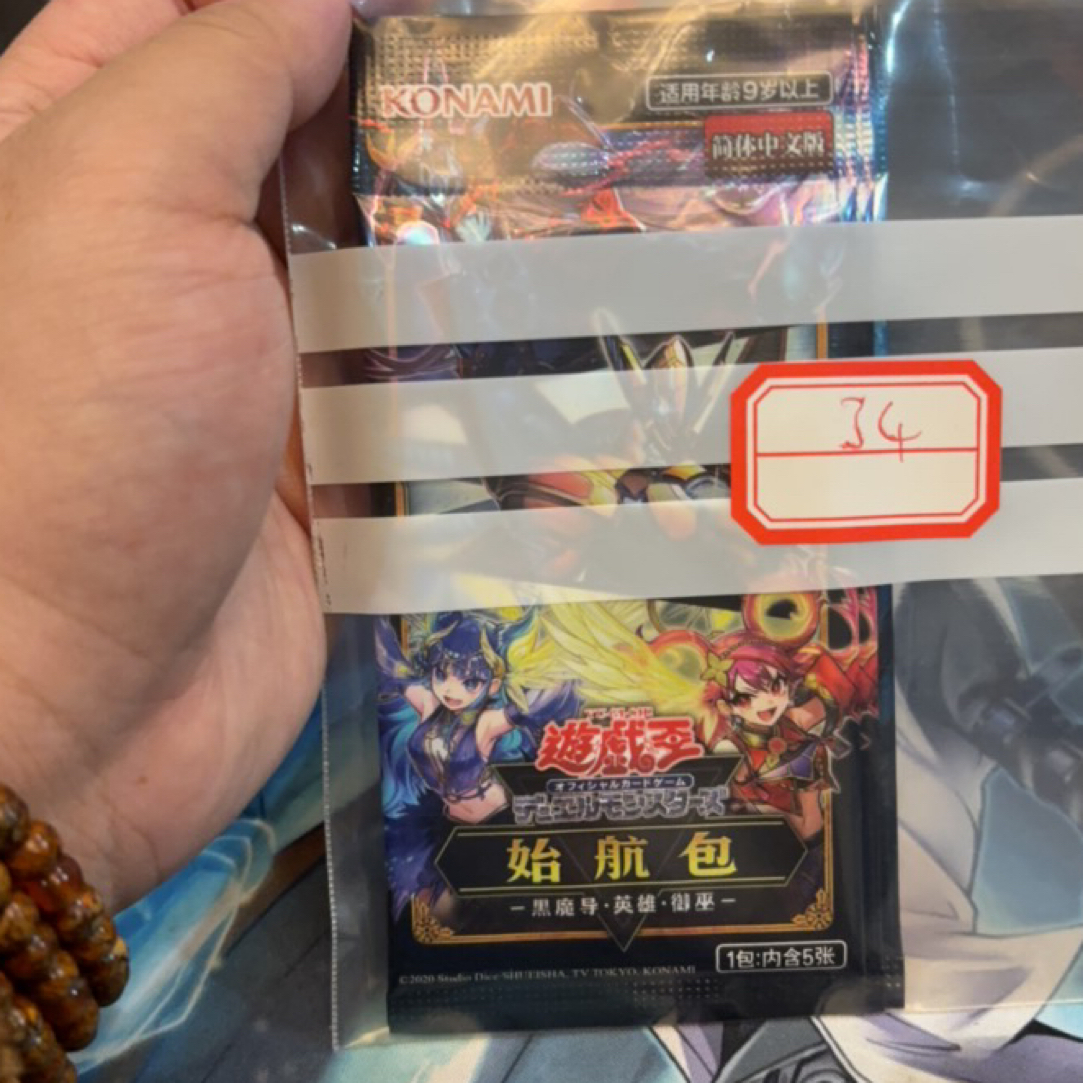 KONAMI
适用年龄9岁以上
简体中文版
34
遊戯王
オフィシャルカードゲーム
デュエルモンスターズ
始航包
-黑魔导·英雄·御巫-
1包:内含5张
©2020 Studio Dice/SHUEISHA, TV TOKYO, KONAMI